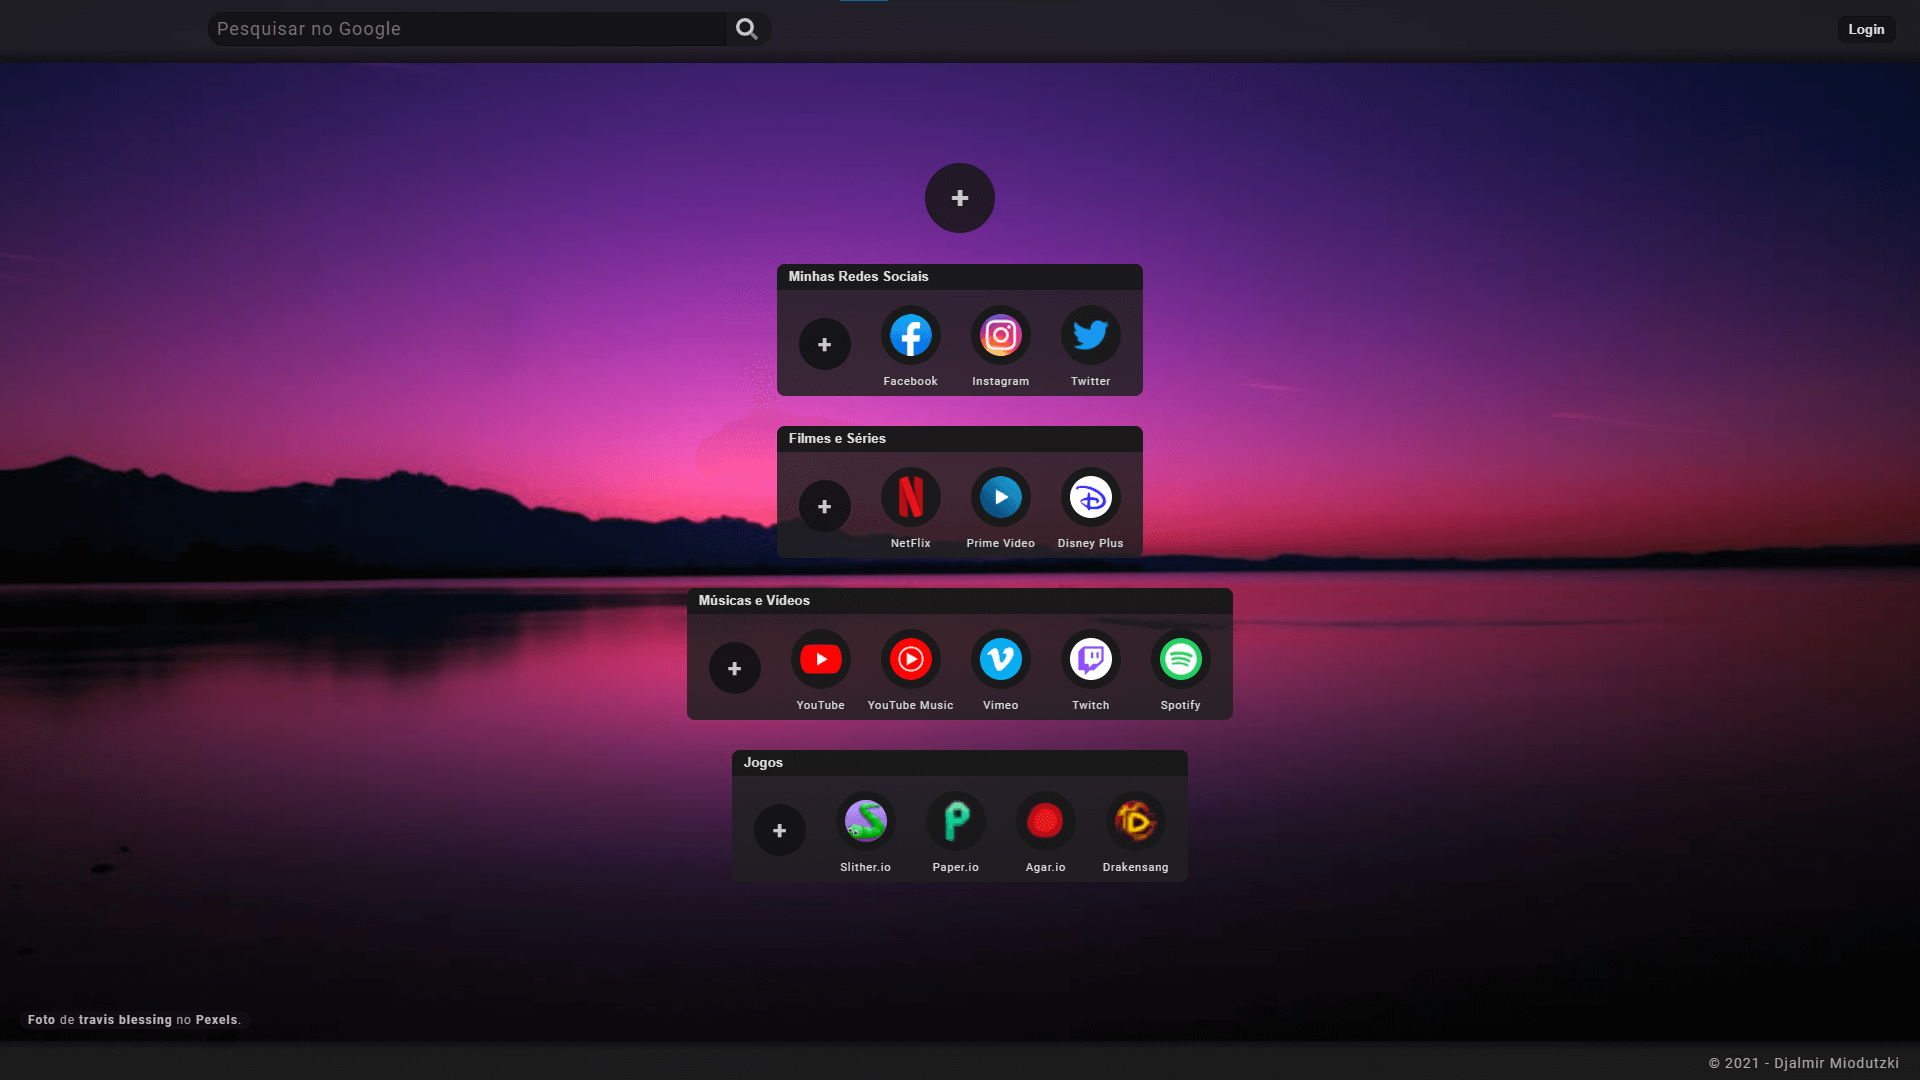 Pesquisar no Google
Login
Minhas Redes Sociais
Facebook Instagram Twitter
Filmes e Séries
NetFlix Prime Video Disney Plus
Músicas e Vídeos
YouTube YouTube Music Vimeo Twitch Spotify
Jogos
Slither.io Paper.io Agar.io Drakensang
Foto de travis blessing no Pexels.
© 2021 - Djalmir Miodutzki